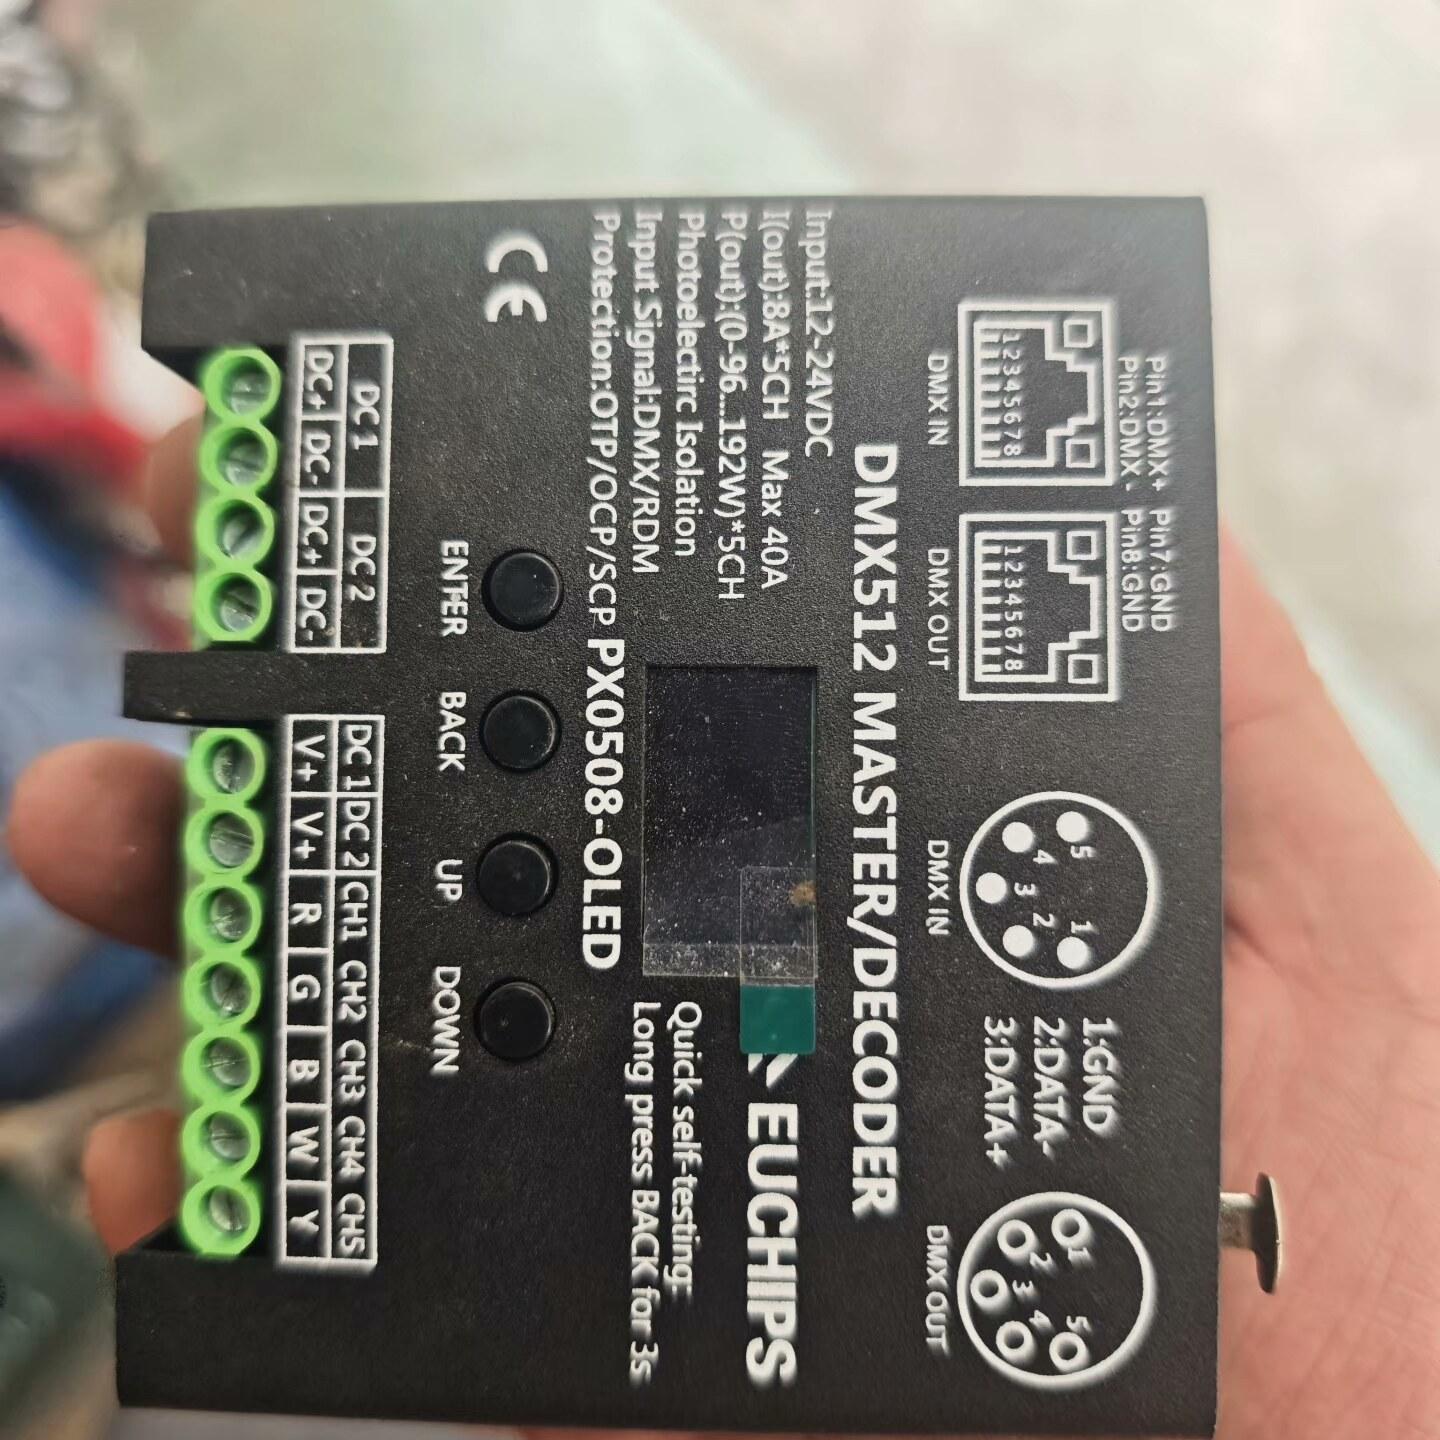 Pin1:DMX+ Pin7:GND
Pin2:DMX- Pin8:GND
12345678
12345678
DMX IN
DMX OUT
5
4
3
2
1
DMX IN
1:GND
2:DATA-
3:DATA+
1
2
3
4
5
DMX OUT
DMX512 MASTER/DECODER
Input:12-24VDC
I(out):8A*5CH Max 40A
P(out):(0-96...192W)*5CH
Photoelectirc Isolation
Input Signal:DMX/RDM
Protection:OTP/OCP/SCP
EUCHIPS
Quick self-testing:
Long press BACK for 3s
PX0508-OLED
CE
ENTER
BACK
UP
DOWN
DC 1 DC 2
DC+ DC- DC+ DC-
DC 1 DC 2 CH1 CH2 CH3 CH4 CH5
V+ V+ R G B W Y